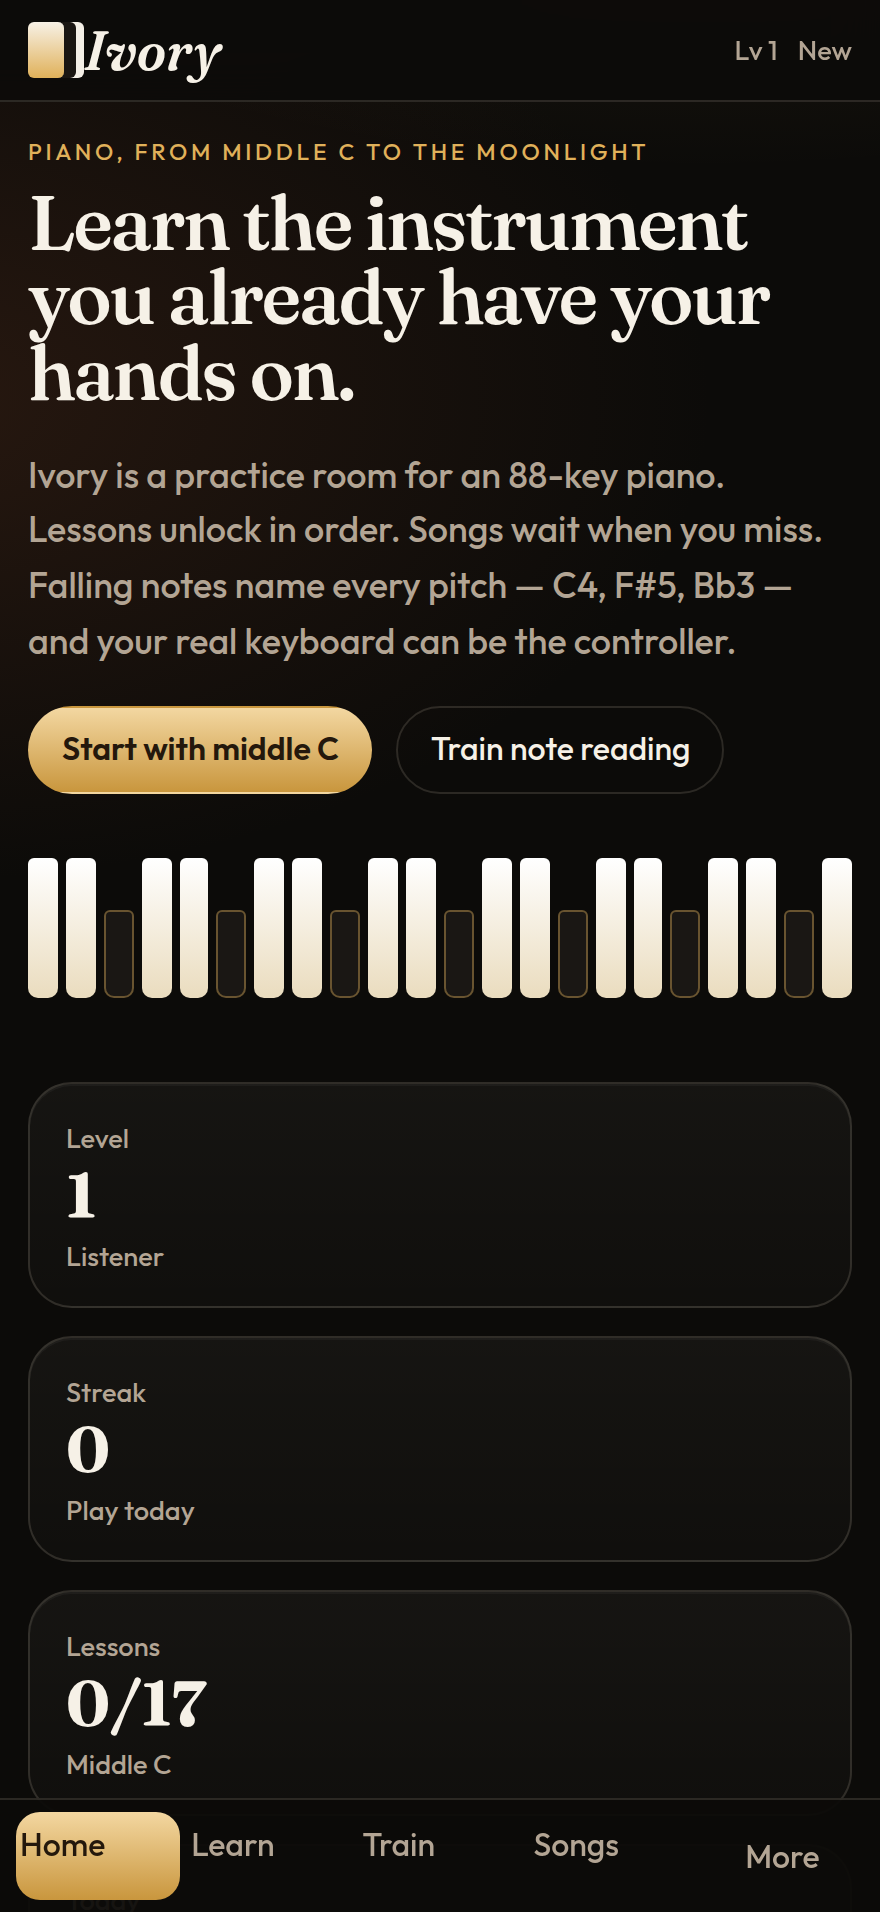 Ivory
Lv 1 New
PIANO, FROM MIDDLE C TO THE MOONLIGHT
Learn the instrument
you already have your
hands on.
Ivory is a practice room for an 88-key piano.
Lessons unlock in order. Songs wait when you miss.
Falling notes name every pitch — C4, F#5, Bb3 —
and your real keyboard can be the controller.
Start with middle C
Train note reading
Level
1
Listener
Streak
0
Play today
Lessons
0/17
Middle C
Home
Learn
Train
Songs
More
Today